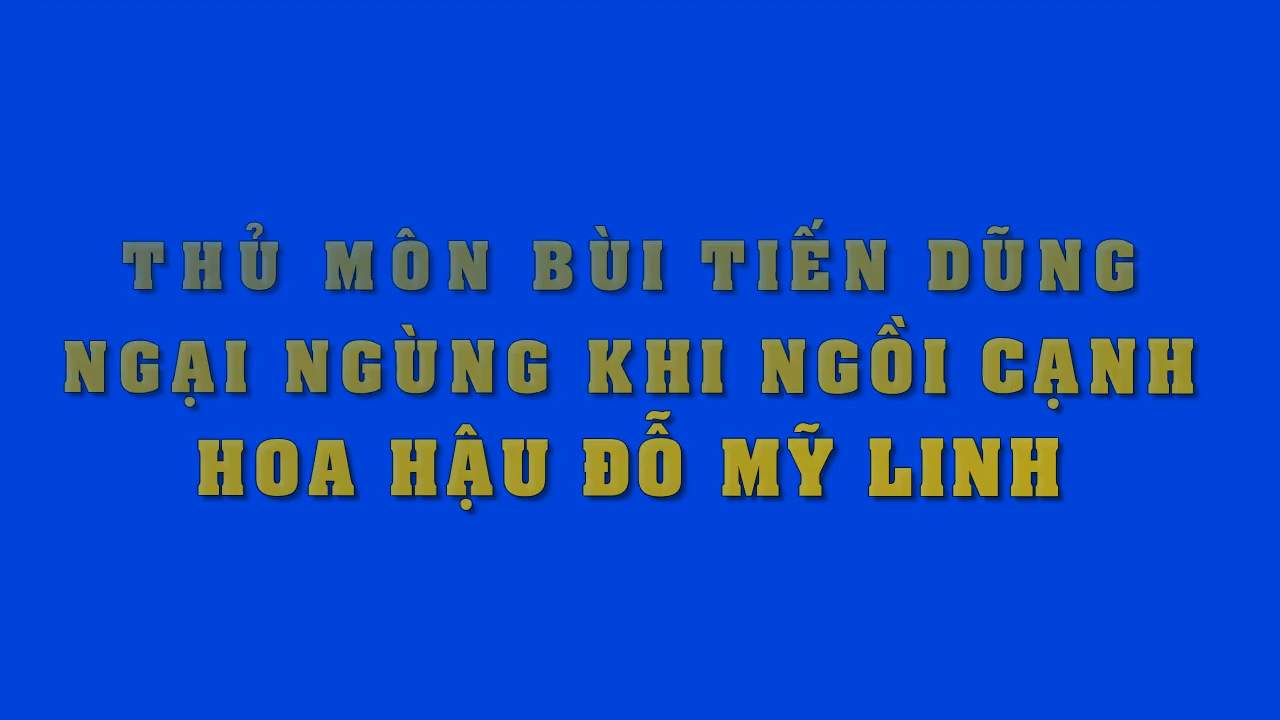 THỦ MÔN BÙI TIẾN DŨNG
NGẠI NGÙNG KHI NGỒI CẠNH
HOA HẬU ĐỖ MỸ LINH